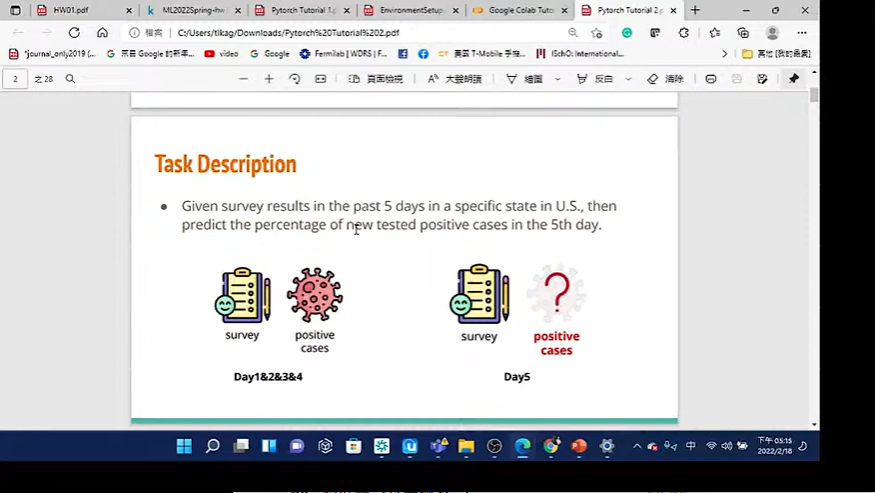 HW01.pdf
ML2022Spring-hw
Pytorch Tutorial 1.
EnvironmentSetup.
Google Colab Tuto
Pytorch Tutorial 2.p
檔案 C:/Users/tikag/Downloads/Pytorch%20Tutorial%202.pdf
"journal_only2019 (... 來自 Google 的新年... video Google Fermilab | WDRS | F... 美國 T-Mobile 手拖... ISchO: International... 其他 [我的最愛]
2 之 28 頁面檢視 大聲朗讀 繪圖 反白 清除
Task Description
● Given survey results in the past 5 days in a specific state in U.S., then
predict the percentage of new tested positive cases in the 5th day.
survey
positive
cases
Day1&2&3&4
survey
positive
cases
Day5
中
下午 05:15
2022/2/18